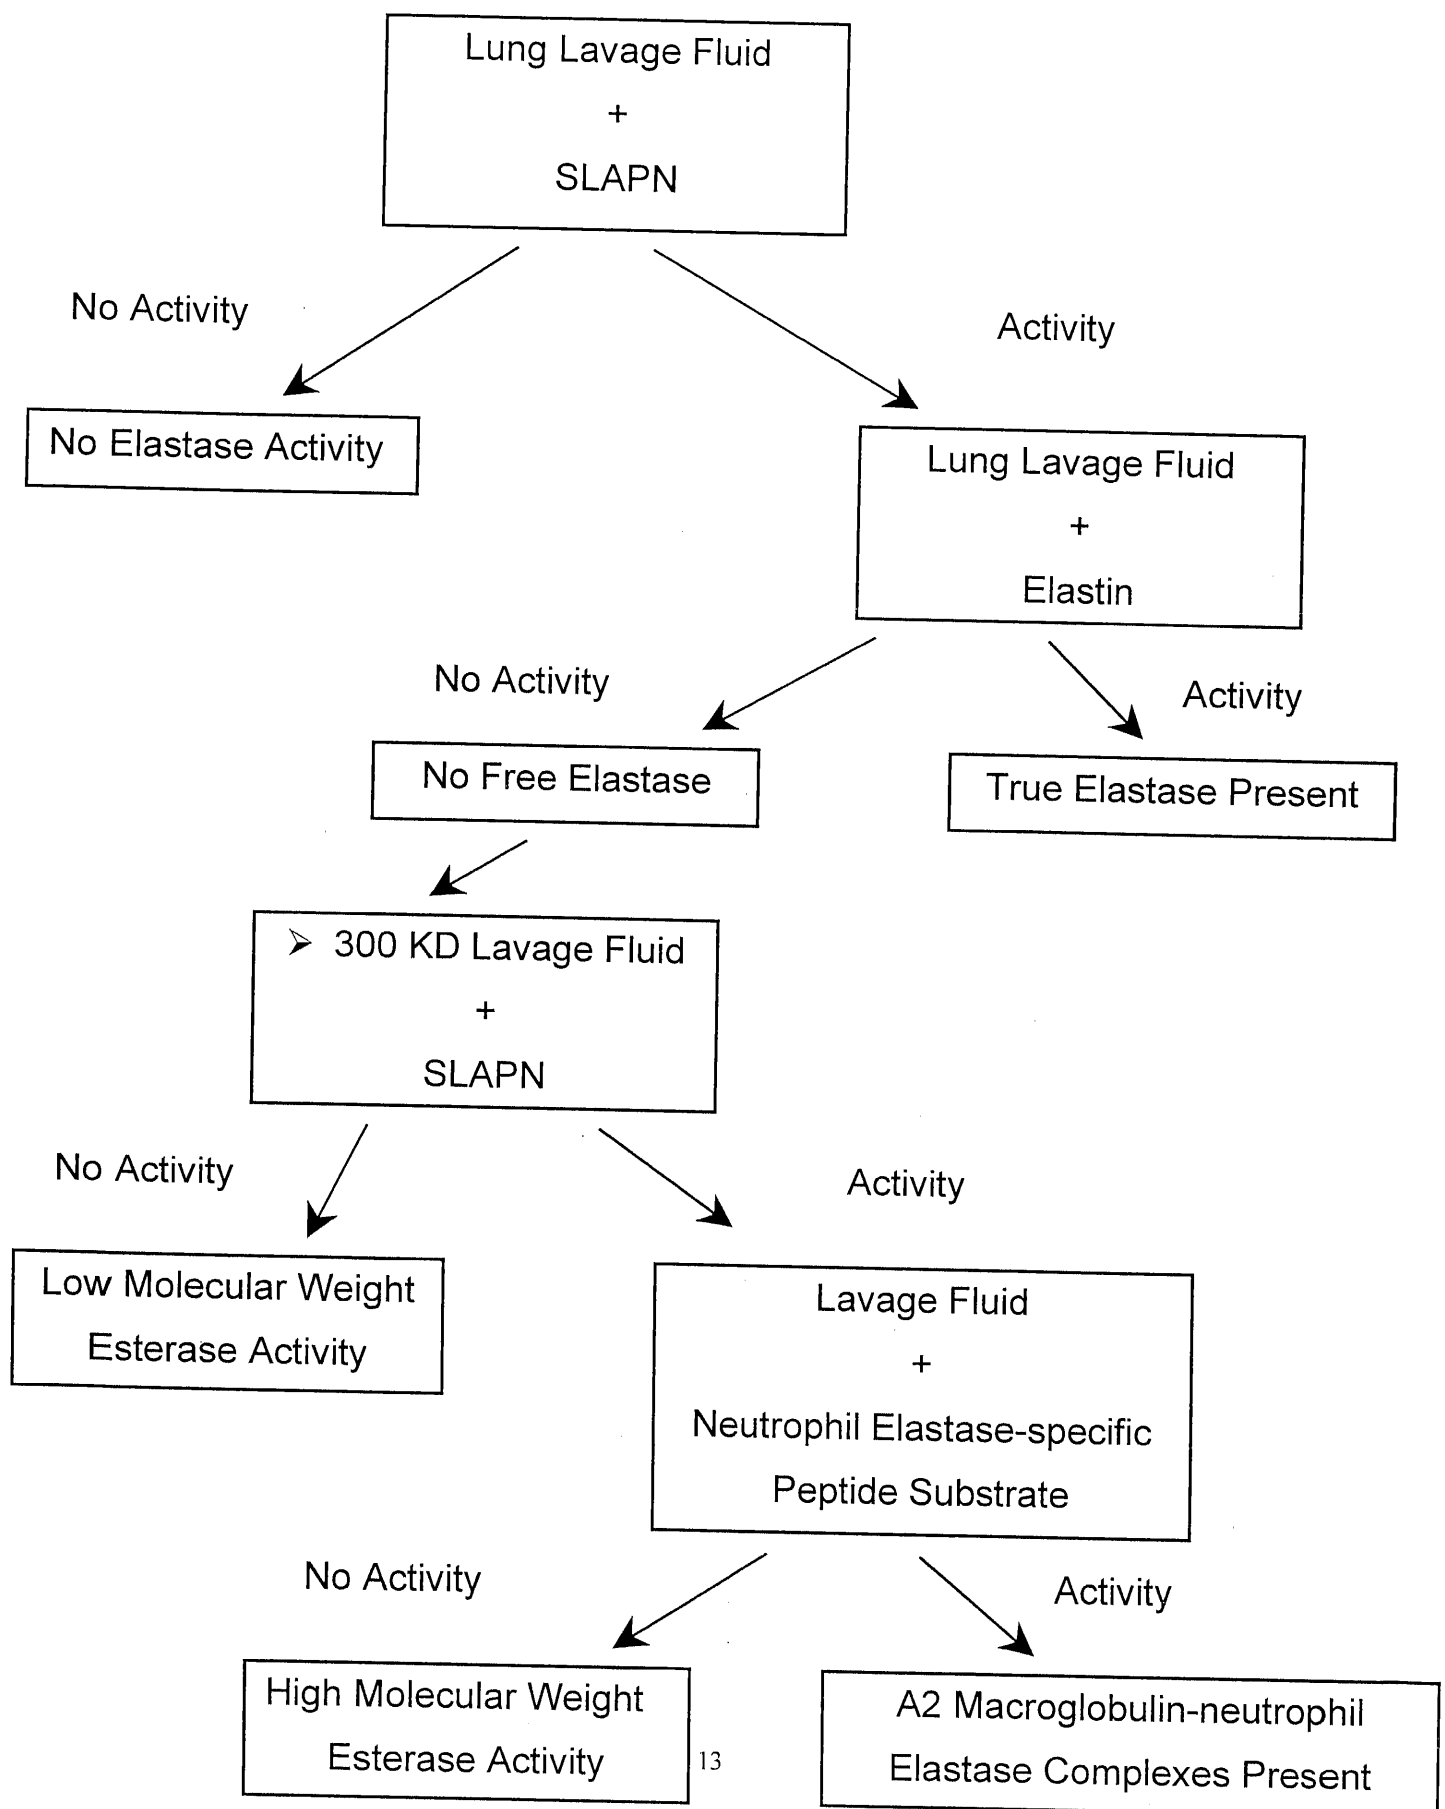 Lung Lavage Fluid
+
SLAPN
No Activity
Activity
No Elastase Activity
Lung Lavage Fluid
+
Elastin
No Activity
Activity
No Free Elastase
True Elastase Present
➢ 300 KD Lavage Fluid
+
SLAPN
No Activity
Activity
Low Molecular Weight
Esterase Activity
Lavage Fluid
+
Neutrophil Elastase-specific
Peptide Substrate
No Activity
Activity
High Molecular Weight
Esterase Activity
13
A2 Macroglobulin-neutrophil
Elastase Complexes Present